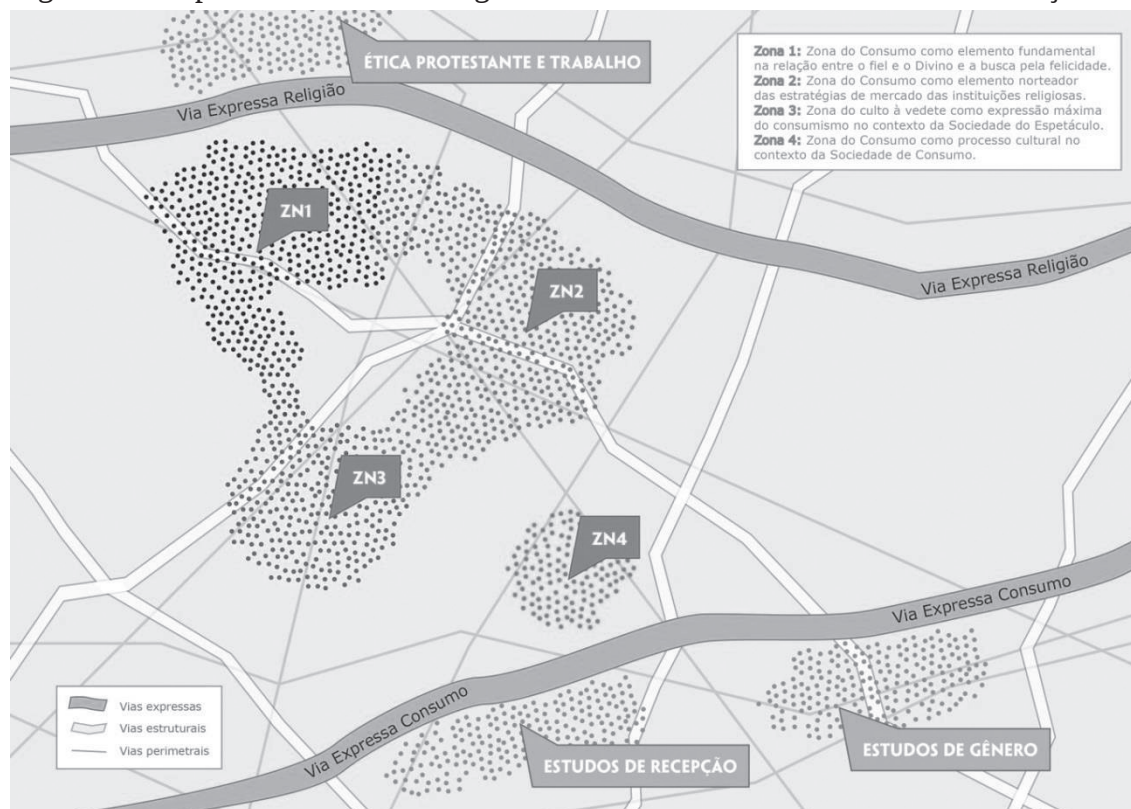 ÉTICA PROTESTANTE E TRABALHO
Zona 1: Zona do Consumo como elemento fundamental
na relação entre o fiel e o Divino e a busca pela felicidade.
Zona 2: Zona do Consumo como elemento norteador
das estratégias de mercado das instituições religiosas.
Zona 3: Zona do culto à vedete como expressão máxima
do consumismo no contexto da Sociedade do Espetáculo.
Zona 4: Zona do Consumo como processo cultural no
contexto da Sociedade de Consumo.
Via Expressa Religião
ZN1
Via Expressa Religião
ZN2
ZN3
ZN4
Via Expressa Consumo
Via Expressa Consumo
Vias expressas
Vias estruturais
Vias perimetrais
ESTUDOS DE RECEPÇÃO
ESTUDOS DE GÊNERO